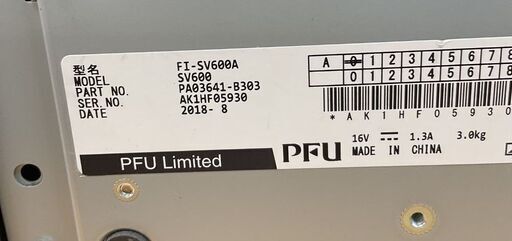 型名 FI-SV600A
MODEL SV600
PART NO. PA03641-B303
SER.NO. AK1HF05930
DATE 2018- 8
PFU Limited
A 0 1 2 3 4 5 6 7 8
0 1 2 3 4 5 6 7 8
*AK1HF05930
16V ⎓ 1.3A 3.0kg
PFU MADE IN CHINA